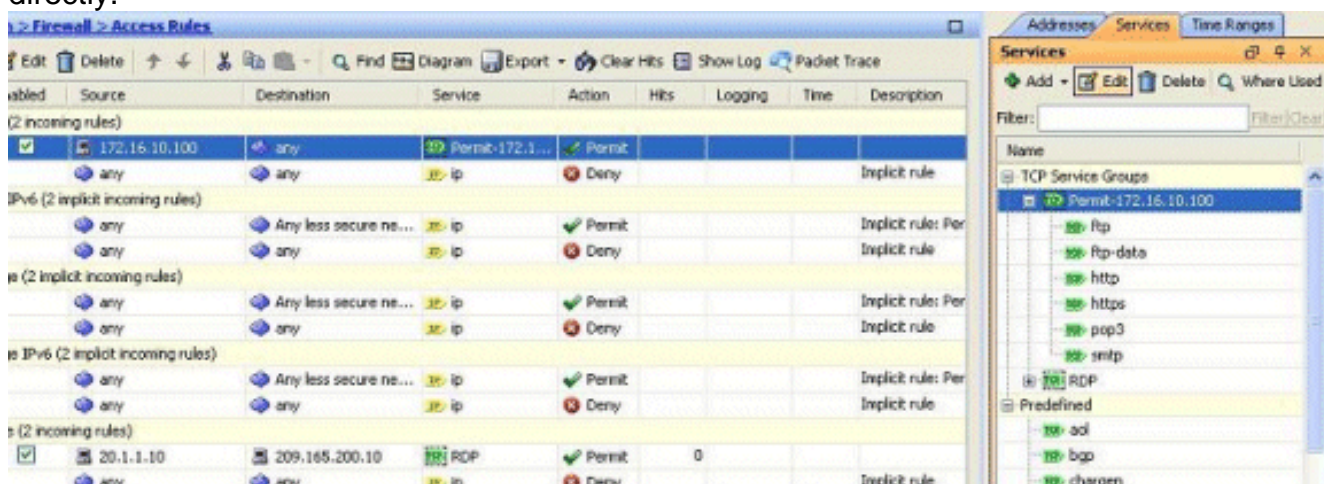 directly.
> Firewall > Access Rules
Addresses Services Time Ranges
Edit Delete Find Diagram Export Clear Hits Show Log Packet Trace
Services
Add Edit Delete Where Used
abled Source Destination Service Action Hits Logging Time Description
Filter: Filter Clear
(2 incoming rules)
Name
172.16.10.100 any Permit-172.1... Permit
any any ip Deny Implicit rule
TCP Service Groups
IPv6 (2 implicit incoming rules)
Permit-172.16.10.100
any Any less secure ne... ip Permit Implicit rule: Per
ftp
any any ip Deny Implicit rule
ftp-data
e (2 implicit incoming rules)
http
any Any less secure ne... ip Permit Implicit rule: Per
https
any any ip Deny Implicit rule
pop3
e IPv6 (2 implicit incoming rules)
smtp
any Any less secure ne... ip Permit Implicit rule: Per
TCP RDP
any any ip Deny Implicit rule
Predefined
s (2 incoming rules)
aol
20.1.1.10 209.165.200.10 TCP RDP Permit 0
bgp
any any ip Deny Implicit rule
chargen